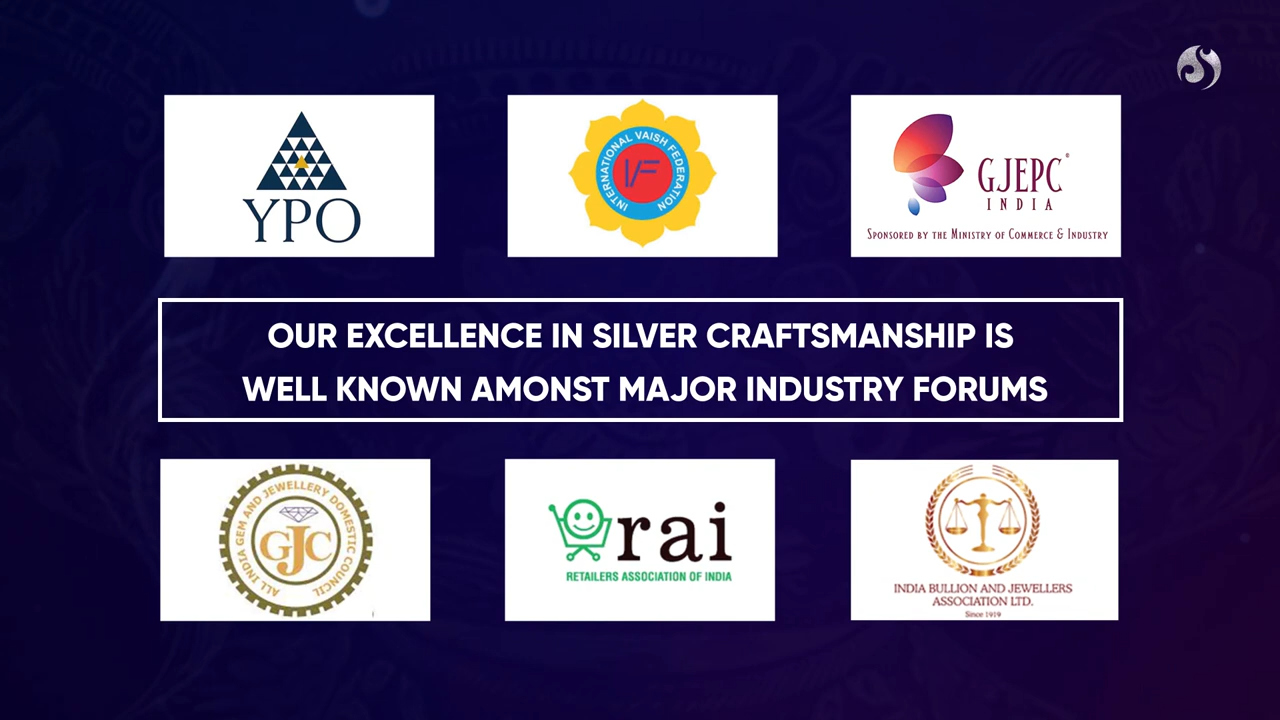 YPO
INTERNATIONAL VAISH FEDERATION
IVF
GJEPC®
INDIA
SPONSORED BY THE MINISTRY OF COMMERCE & INDUSTRY
OUR EXCELLENCE IN SILVER CRAFTSMANSHIP IS
WELL KNOWN AMONST MAJOR INDUSTRY FORUMS
ALL INDIA GEM AND JEWELLERY DOMESTIC COUNCIL
GJC
rai
RETAILERS ASSOCIATION OF INDIA
INDIA BULLION AND JEWELLERS
ASSOCIATION LTD.
Since 1919